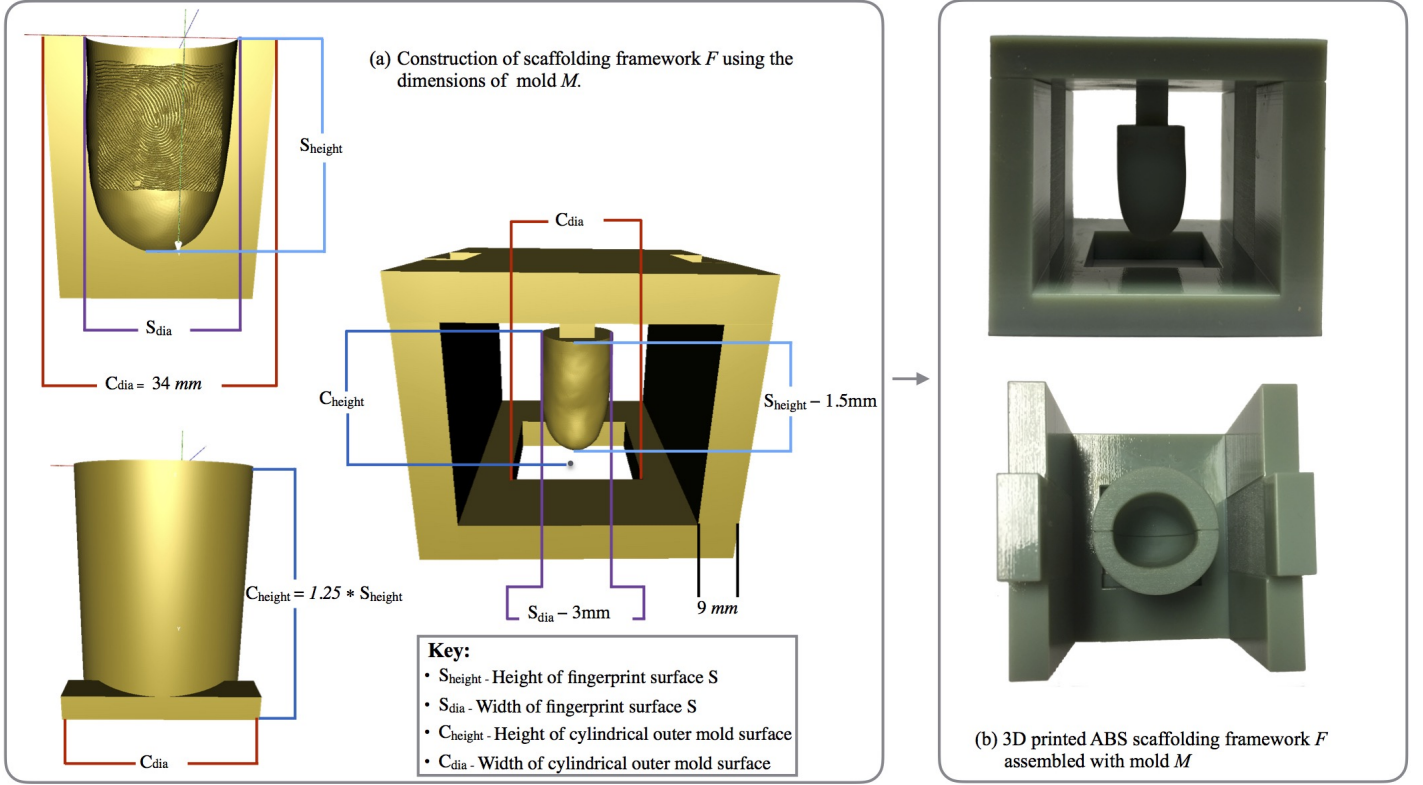 (a) Construction of scaffolding framework F using the
dimensions of mold M.
Sheight
Sdia
Cdia = 34 mm
Cheight = 1.25 * Sheight
Cdia
Cdia
Cheight
Sheight – 1.5mm
Sdia – 3mm
9 mm
Key:
• Sheight - Height of fingerprint surface S
• Sdia - Width of fingerprint surface S
• Cheight - Height of cylindrical outer mold surface
• Cdia - Width of cylindrical outer mold surface
(b) 3D printed ABS scaffolding framework F
assembled with mold M